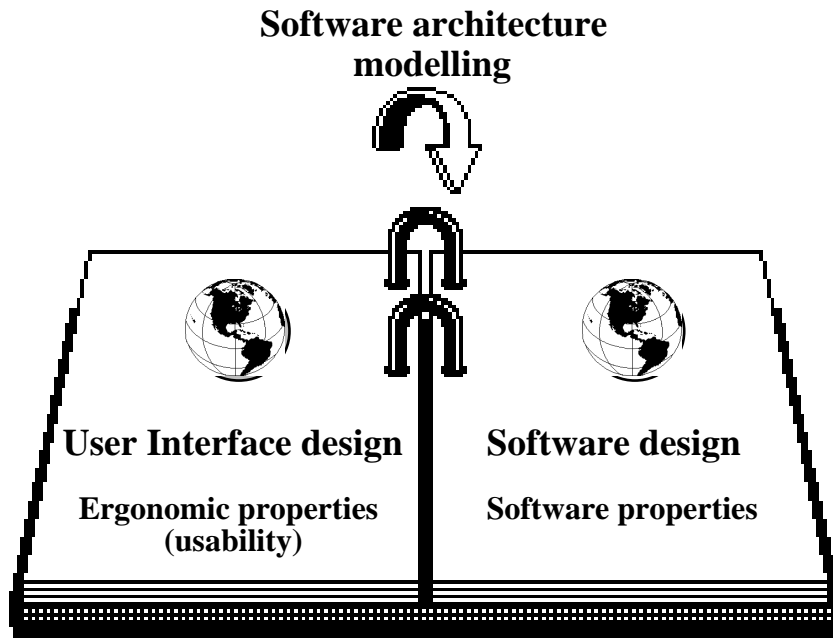 Software architecture
modelling
User Interface design
Ergonomic properties
(usability)
Software design
Software properties